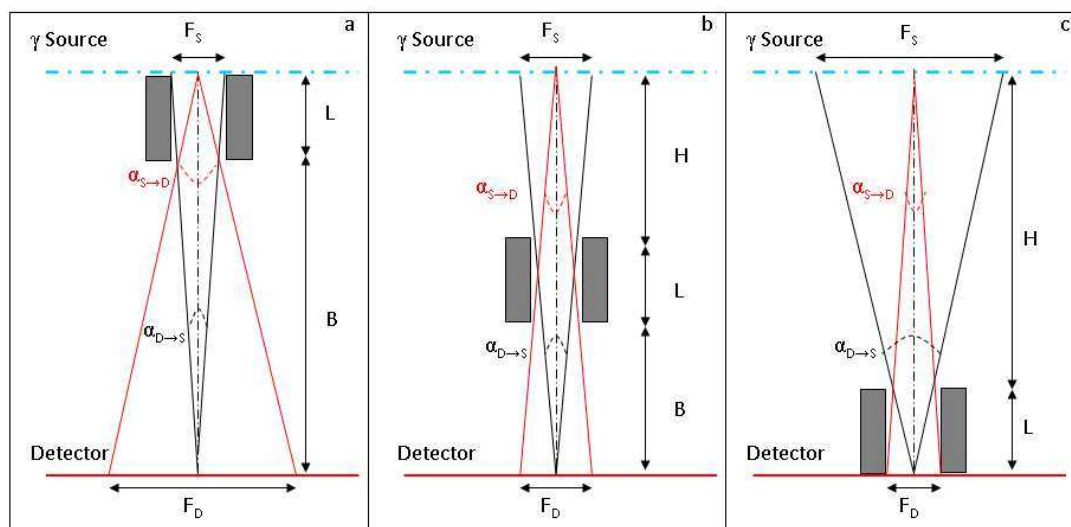 a
F_S
γ Source
L
α_S→D
B
α_D→S
Detector
F_D
b
F_S
γ Source
H
α_S→D
L
α_D→S
B
Detector
F_D
c
F_S
γ Source
α_S→D
H
α_D→S
L
Detector
F_D